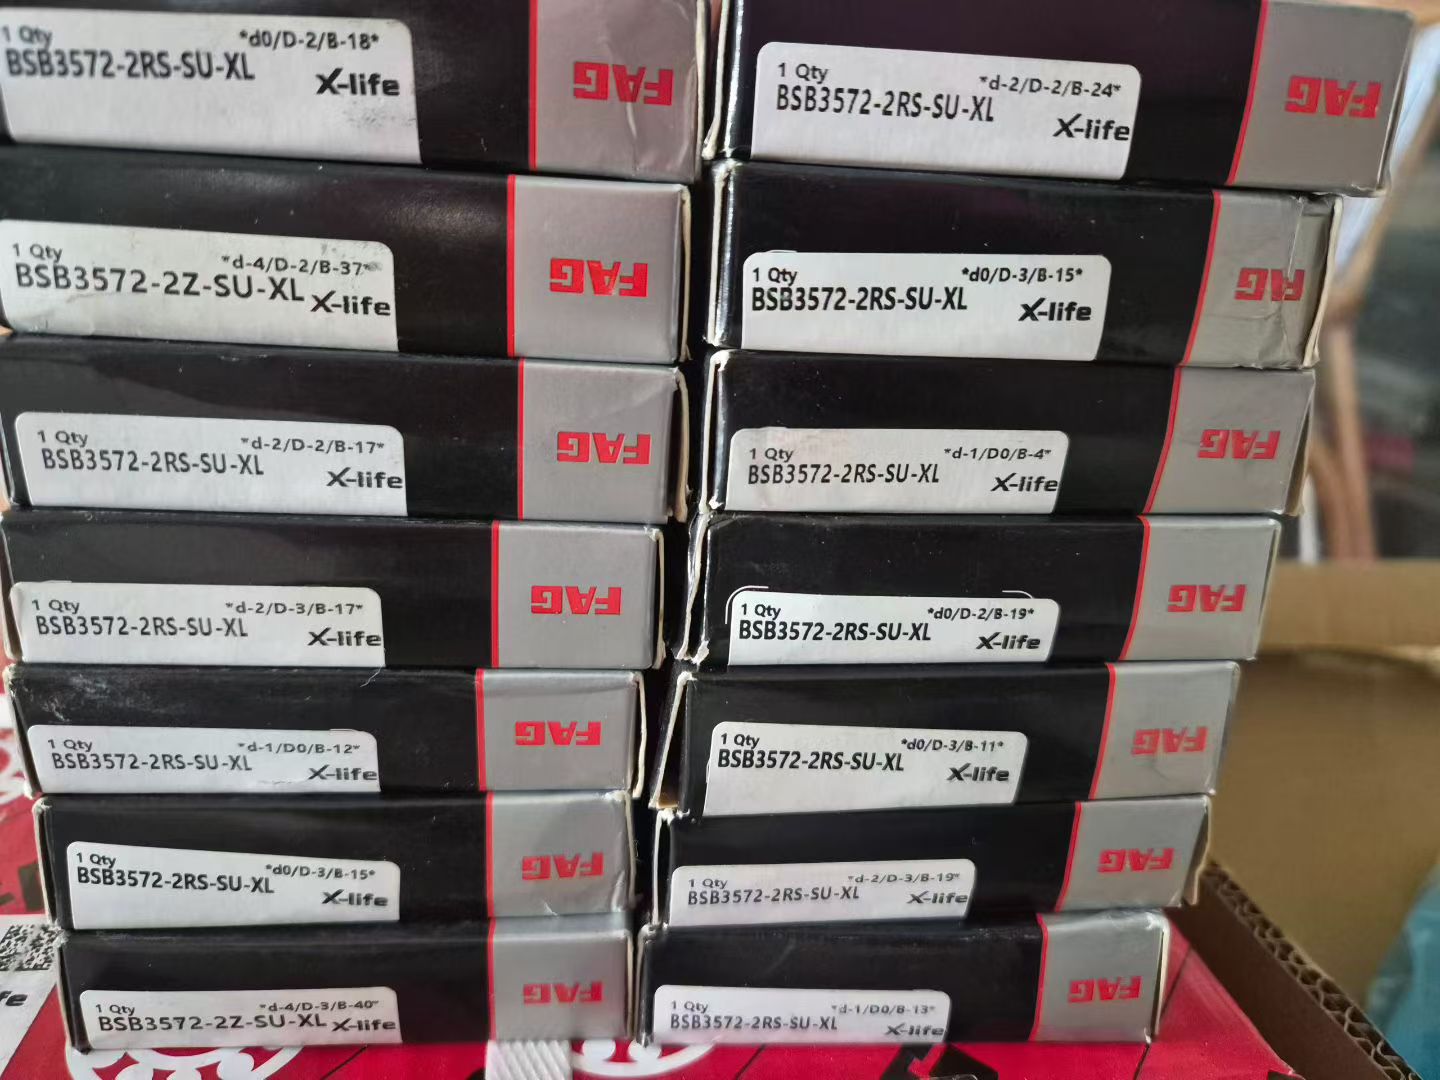 1 Qty *d0/D-2/B-18*
BSB3572-2RS-SU-XL
X-life
FAG
1 Qty *d-4/D-2/B-37*
BSB3572-2Z-SU-XL
X-life
FAG
1 Qty *d-2/D-2/B-17*
BSB3572-2RS-SU-XL
X-life
FAG
1 Qty *d-2/D-3/B-17*
BSB3572-2RS-SU-XL
X-life
FAG
1 Qty *d-1/D0/B-12*
BSB3572-2RS-SU-XL
X-life
FAG
1 Qty *d0/D-3/B-15*
BSB3572-2RS-SU-XL
X-life
FAG
1 Qty *d-4/D-3/B-40*
BSB3572-2Z-SU-XL
X-life
FAG
1 Qty *d-2/D-2/B-24*
BSB3572-2RS-SU-XL
X-life
FAG
1 Qty *d0/D-3/B-15*
BSB3572-2RS-SU-XL
X-life
FAG
1 Qty *d-1/D0/B-4*
BSB3572-2RS-SU-XL
X-life
FAG
1 Qty *d0/D-2/B-19*
BSB3572-2RS-SU-XL
X-life
FAG
1 Qty *d0/D-3/B-11*
BSB3572-2RS-SU-XL
X-life
FAG
1 Qty *d-2/D-3/B-19*
BSB3572-2RS-SU-XL
X-life
FAG
1 Qty *d-1/D0/B-13*
BSB3572-2RS-SU-XL
X-life
FAG